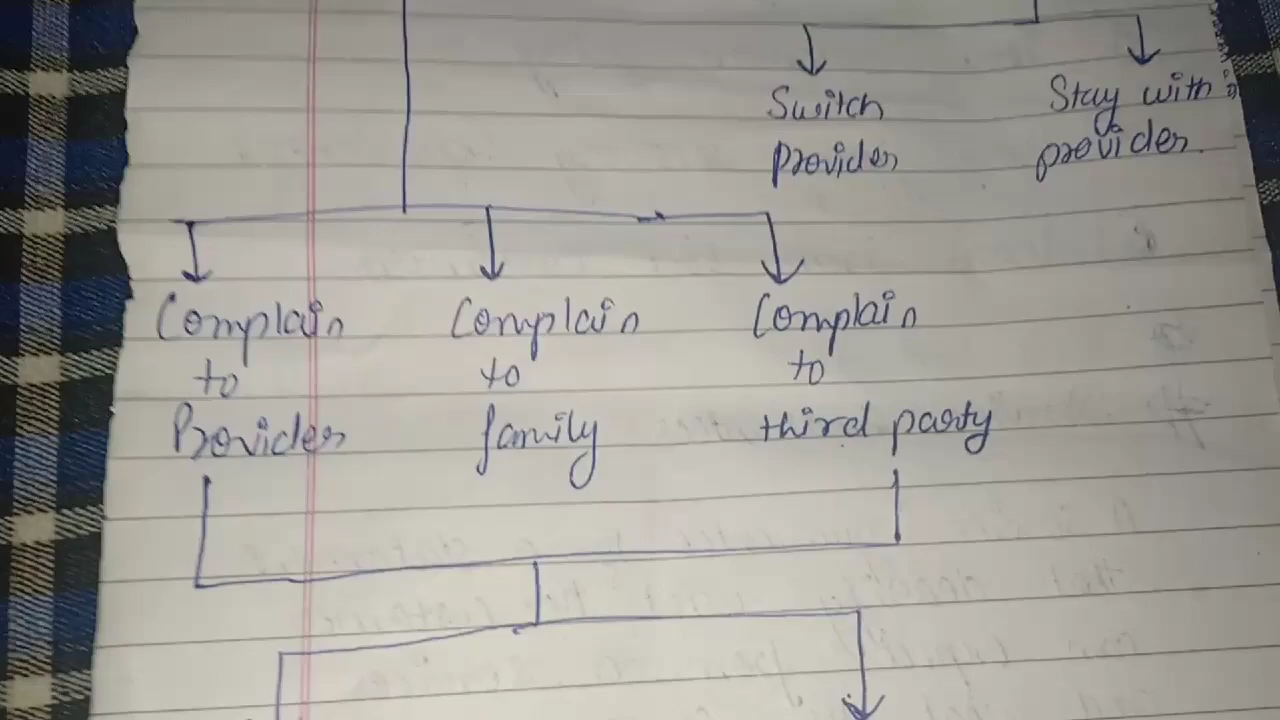 Switch
provider
Stay with
provider.
Complain
to
Provider
Complain
to
family
Complain
to
third party